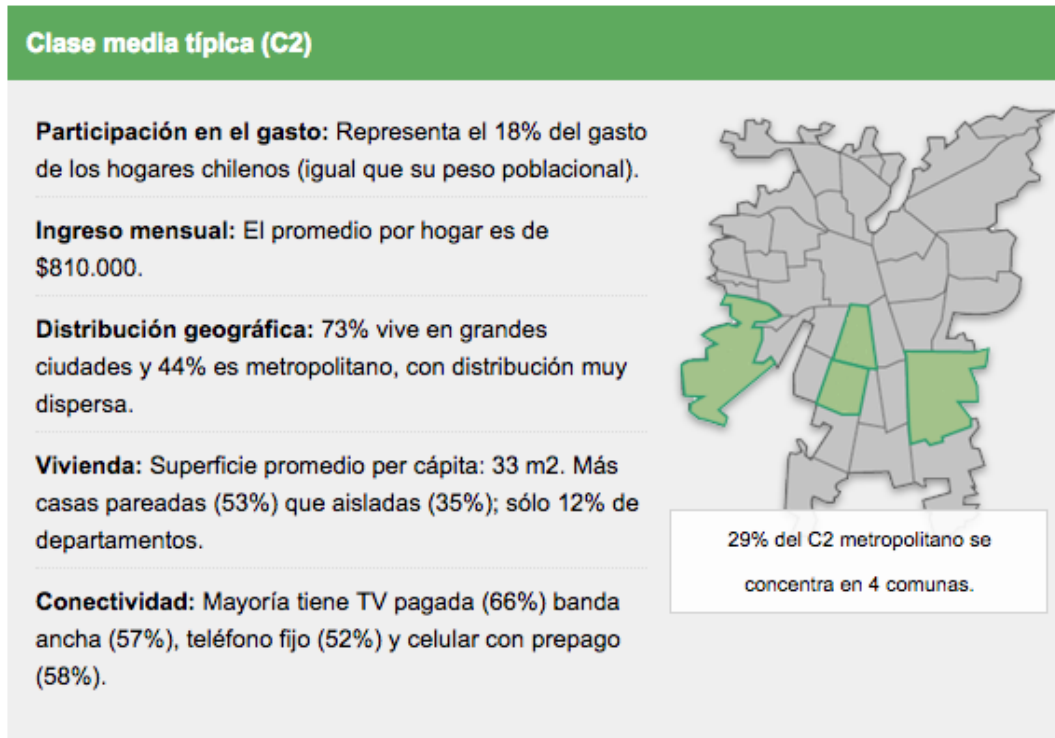 Clase media típica (C2)
Participación en el gasto: Representa el 18% del gasto
de los hogares chilenos (igual que su peso poblacional).
Ingreso mensual: El promedio por hogar es de
$810.000.
Distribución geográfica: 73% vive en grandes
ciudades y 44% es metropolitano, con distribución muy
dispersa.
Vivienda: Superficie promedio per cápita: 33 m2. Más
casas pareadas (53%) que aisladas (35%); sólo 12% de
departamentos.
Conectividad: Mayoría tiene TV pagada (66%) banda
ancha (57%), teléfono fijo (52%) y celular con prepago
(58%).
29% del C2 metropolitano se
concentra en 4 comunas.